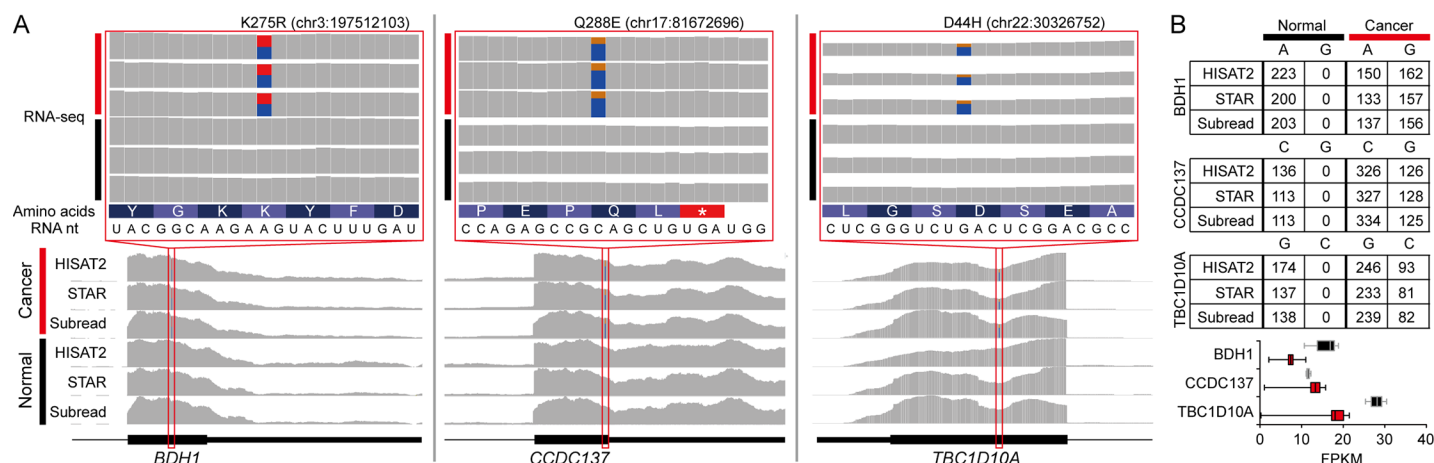 A
K275R (chr3:197512103)
Q288E (chr17:81672696)
D44H (chr22:30326752)
RNA-seq
Amino acids
Y G K K Y F D
P E P Q L *
L G S D S E A
RNA nt
U A C G G C A A G A A G U A C U U U G A U
C C A G A G C C G C A G C U G U G A U G G
C U C G G G U C U G A C U C G G A C G C C
Cancer
HISAT2
STAR
Subread
Normal
HISAT2
STAR
Subread
BDH1
CCDC137
TBC1D10A
B
Normal Cancer
A G A G
BDH1
HISAT2 223 0 150 162
STAR 200 0 133 157
Subread 203 0 137 156
C G C G
CCDC137
HISAT2 136 0 326 126
STAR 113 0 327 128
Subread 113 0 334 125
G C G C
TBC1D10A
HISAT2 174 0 246 93
STAR 137 0 233 81
Subread 138 0 239 82
BDH1
CCDC137
TBC1D10A
0 10 20 30 40
FPKM